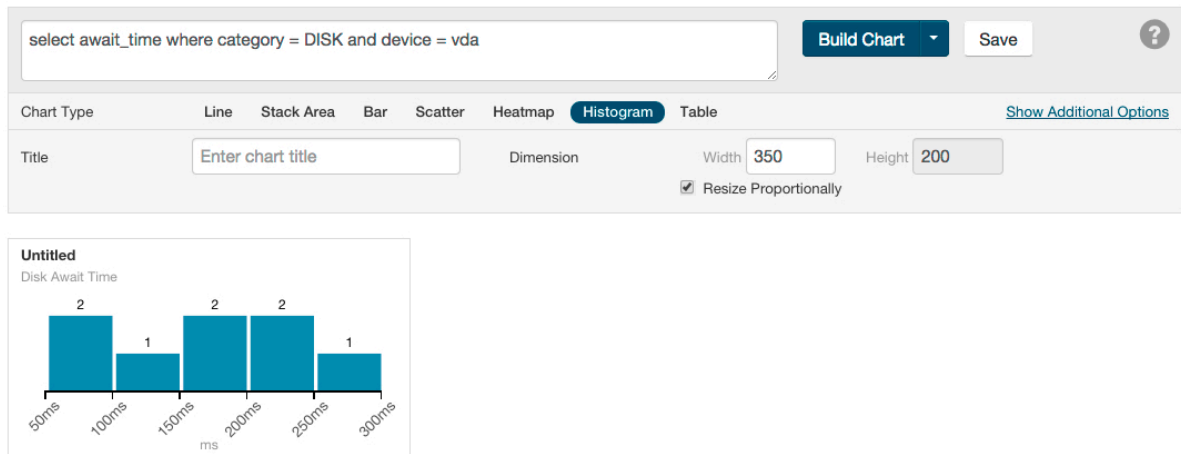 select await_time where category = DISK and device = vda
Build Chart
Save
?
Chart Type Line Stack Area Bar Scatter Heatmap Histogram Table Show Additional Options
Title Enter chart title Dimension Width 350 Height 200
Resize Proportionally
Untitled
Disk Await Time
2 1 2 2 1
50ms 100ms 150ms 200ms 250ms 300ms
ms